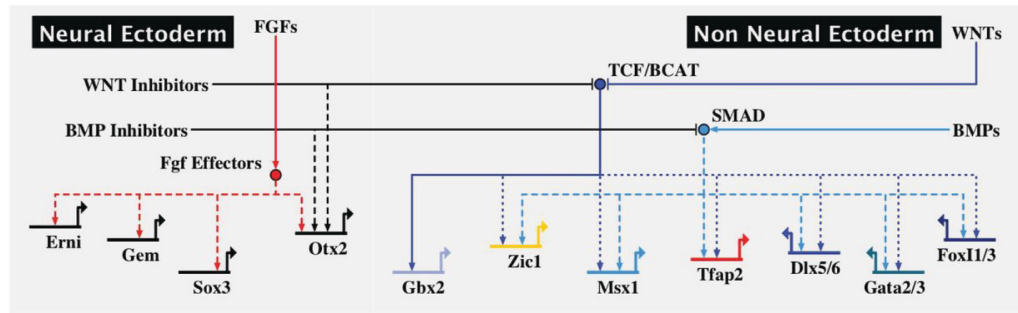 Neural Ectoderm
FGFs
Non Neural Ectoderm
WNTs
WNT Inhibitors
TCF/BCAT
BMP Inhibitors
SMAD
BMPs
Fgf Effectors
Erni
Gem
Sox3
Otx2
Gbx2
Zic1
Msx1
Tfap2
Dlx5/6
Gata2/3
FoxI1/3